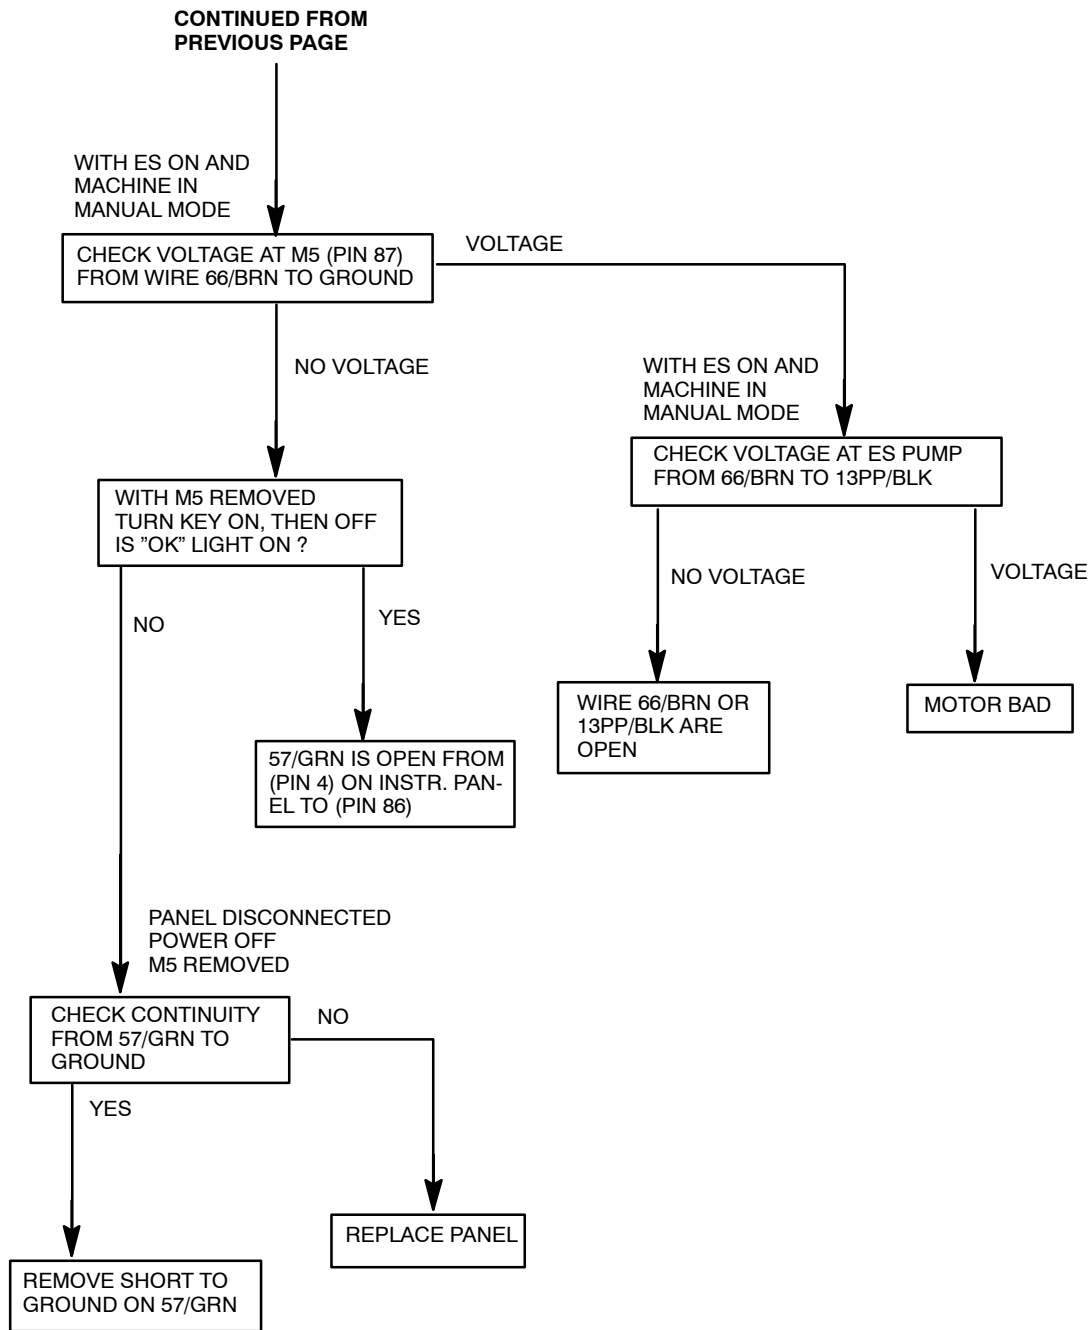 CONTINUED FROM
PREVIOUS PAGE
WITH ES ON AND
MACHINE IN
MANUAL MODE
CHECK VOLTAGE AT M5 (PIN 87)
FROM WIRE 66/BRN TO GROUND
VOLTAGE
NO VOLTAGE
WITH ES ON AND
MACHINE IN
MANUAL MODE
CHECK VOLTAGE AT ES PUMP
FROM 66/BRN TO 13PP/BLK
WITH M5 REMOVED
TURN KEY ON, THEN OFF
IS ”OK” LIGHT ON ?
NO VOLTAGE
VOLTAGE
NO
YES
WIRE 66/BRN OR
13PP/BLK ARE
OPEN
MOTOR BAD
57/GRN IS OPEN FROM
(PIN 4) ON INSTR. PAN-
EL TO (PIN 86)
PANEL DISCONNECTED
POWER OFF
M5 REMOVED
CHECK CONTINUITY
FROM 57/GRN TO
GROUND
NO
YES
REPLACE PANEL
REMOVE SHORT TO
GROUND ON 57/GRN